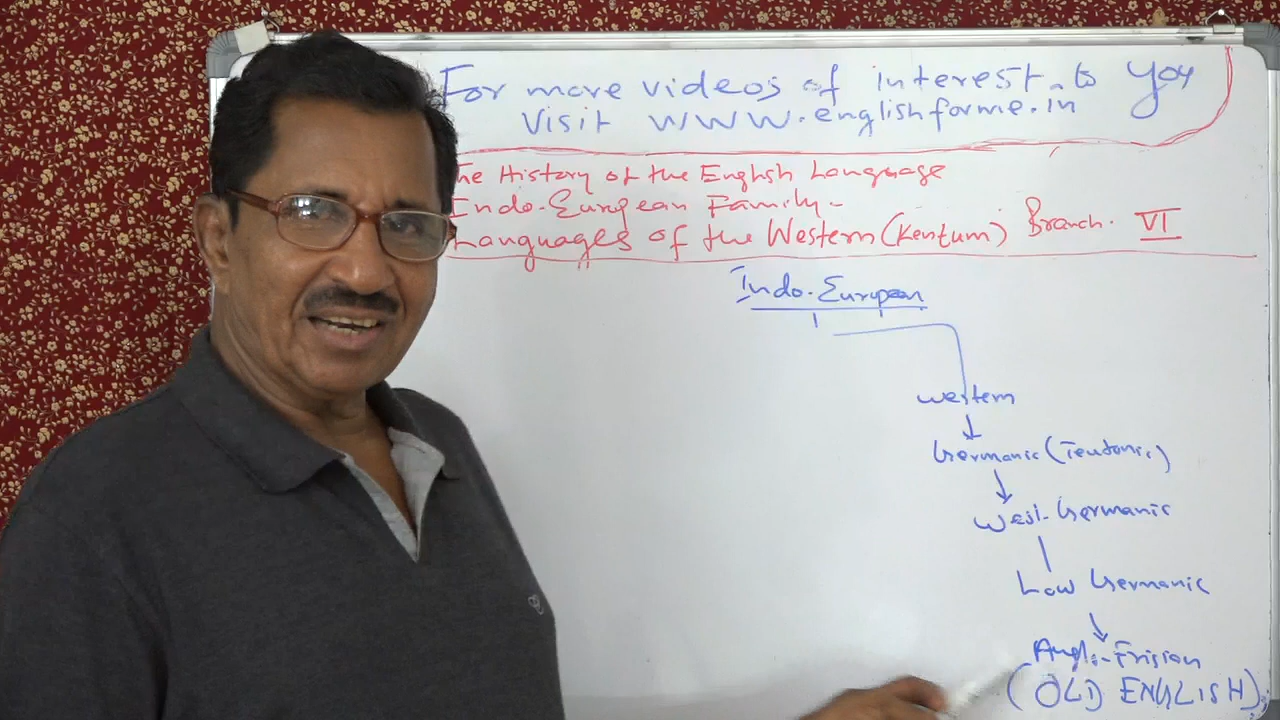 For more videos of interest to you
Visit www.englishforme.in
The History of the English Language
Indo-European Family-
Languages of the Western (Kentum) Branch. VI
Indo-European
western
Germanic (Teutonic)
West-Germanic
Low Germanic
Anglo-Frision
(OLD ENGLISH)